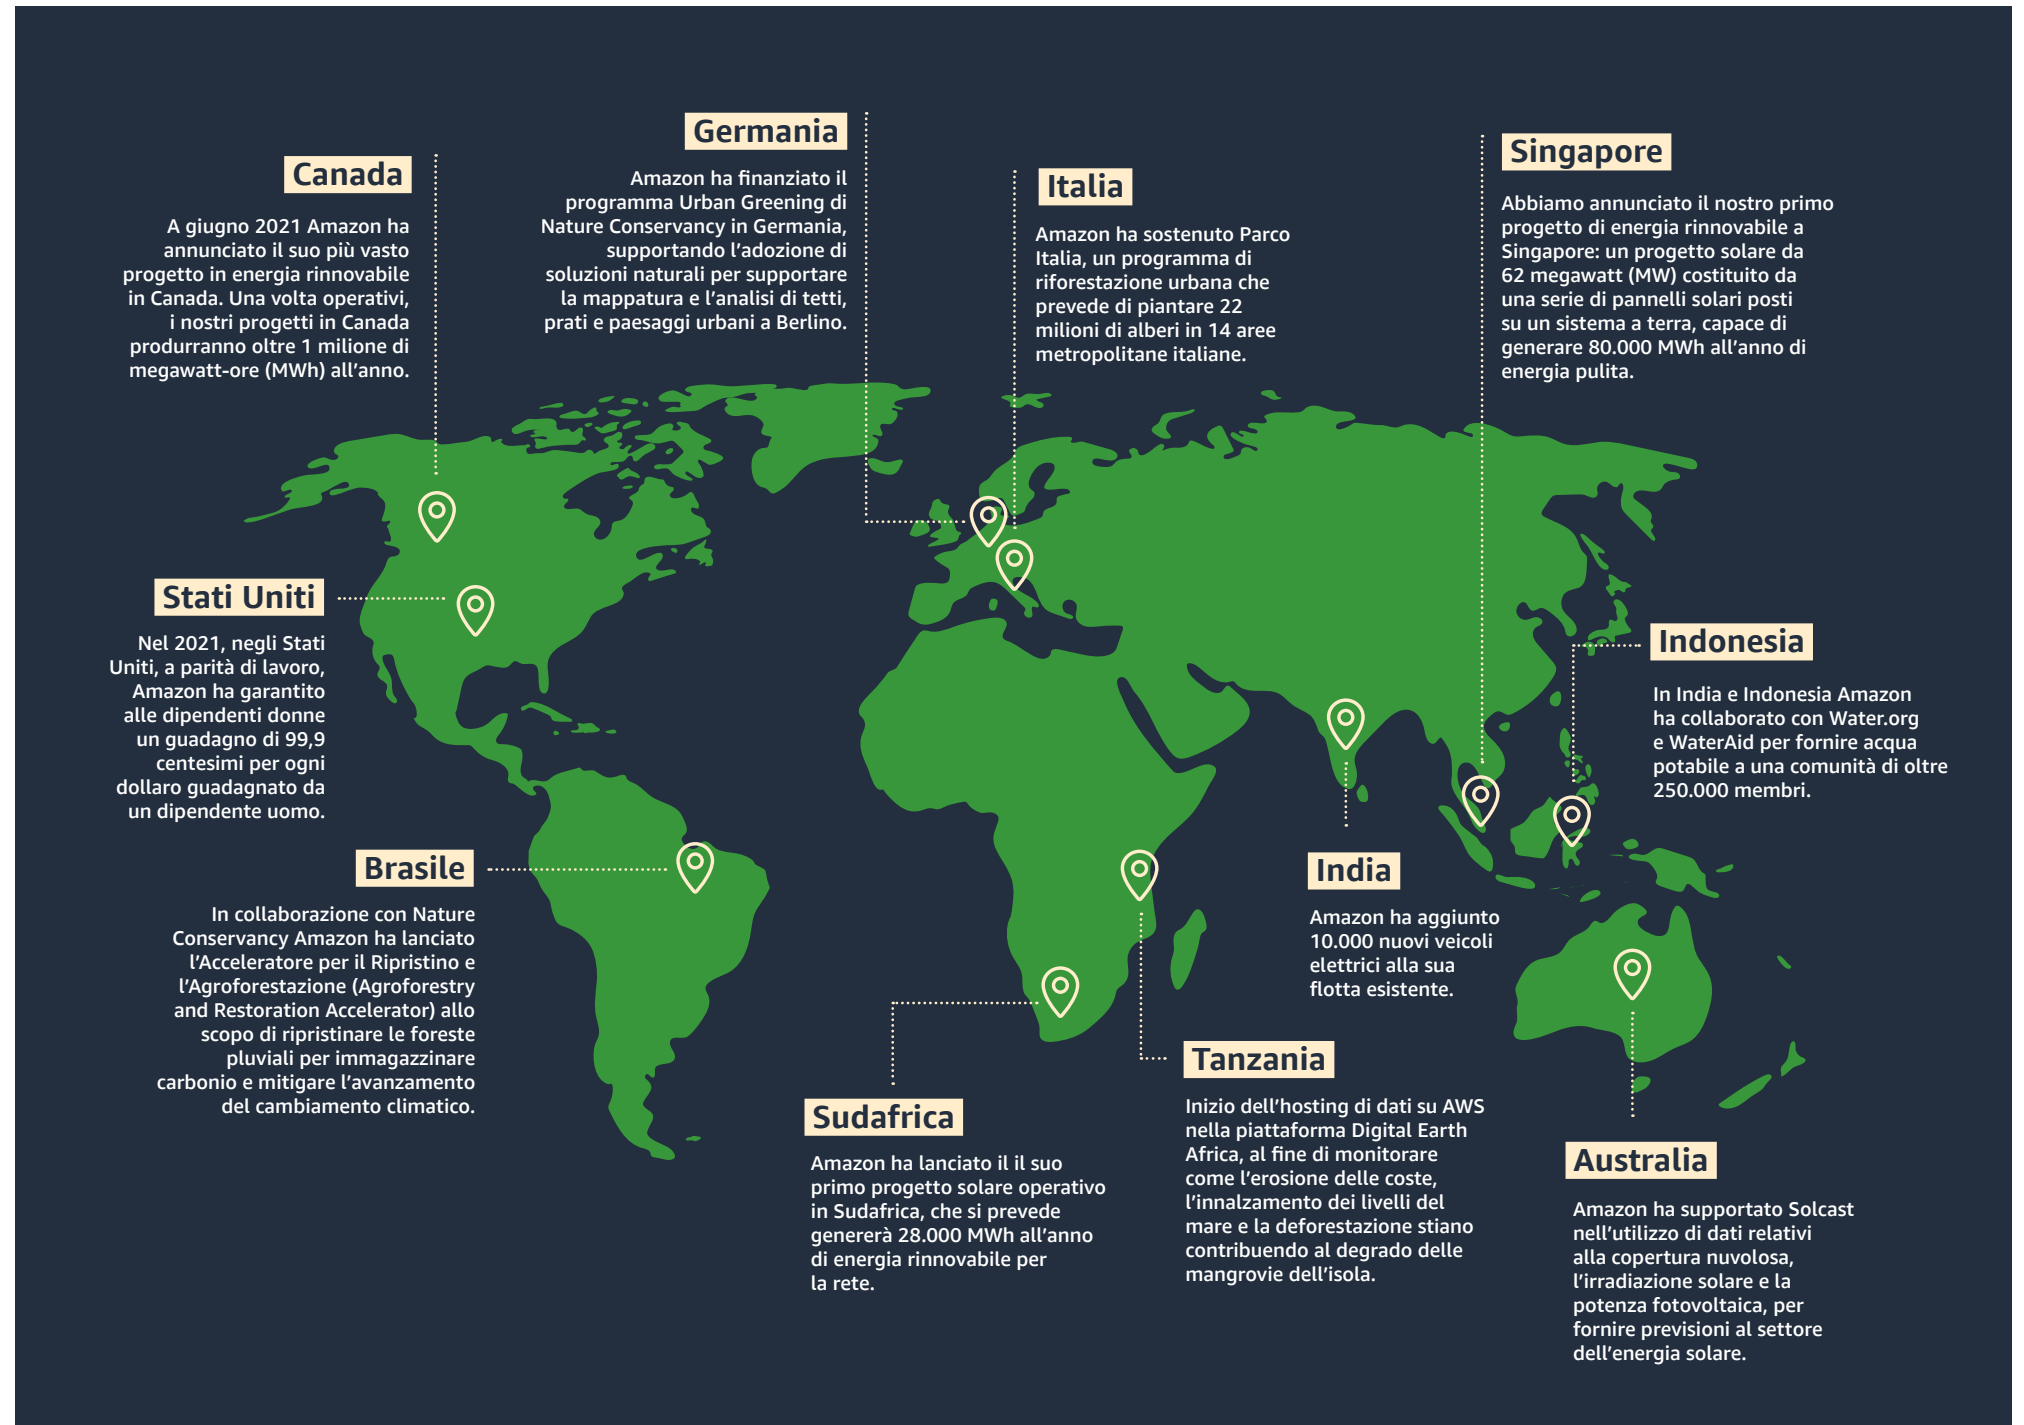 Canada
A giugno 2021 Amazon ha
annunciato il suo più vasto
progetto in energia rinnovabile
in Canada. Una volta operativi,
i nostri progetti in Canada
produrranno oltre 1 milione di
megawatt-ore (MWh) all’anno.
Germania
Amazon ha finanziato il
programma Urban Greening di
Nature Conservancy in Germania,
supportando l’adozione di
soluzioni naturali per supportare
la mappatura e l’analisi di tetti,
prati e paesaggi urbani a Berlino.
Italia
Amazon ha sostenuto Parco
Italia, un programma di
riforestazione urbana che
prevede di piantare 22
milioni di alberi in 14 aree
metropolitane italiane.
Singapore
Abbiamo annunciato il nostro primo
progetto di energia rinnovabile a
Singapore: un progetto solare da
62 megawatt (MW) costituito da
una serie di pannelli solari posti
su un sistema a terra, capace di
generare 80.000 MWh all’anno di
energia pulita.
Stati Uniti
Nel 2021, negli Stati
Uniti, a parità di lavoro,
Amazon ha garantito
alle dipendenti donne
un guadagno di 99,9
centesimi per ogni
dollaro guadagnato da
un dipendente uomo.
Indonesia
In India e Indonesia Amazon
ha collaborato con Water.org
e WaterAid per fornire acqua
potabile a una comunità di oltre
250.000 membri.
Brasile
In collaborazione con Nature
Conservancy Amazon ha lanciato
l’Acceleratore per il Ripristino e
l’Agroforestazione (Agroforestry
and Restoration Accelerator) allo
scopo di ripristinare le foreste
pluviali per immagazzinare
carbonio e mitigare l’avanzamento
del cambiamento climatico.
India
Amazon ha aggiunto
10.000 nuovi veicoli
elettrici alla sua
flotta esistente.
Sudafrica
Amazon ha lanciato il il suo
primo progetto solare operativo
in Sudafrica, che si prevede
genererà 28.000 MWh all’anno
di energia rinnovabile per
la rete.
Tanzania
Inizio dell’hosting di dati su AWS
nella piattaforma Digital Earth
Africa, al fine di monitorare
come l’erosione delle coste,
l’innalzamento dei livelli del
mare e la deforestazione stiano
contribuendo al degrado delle
mangrovie dell’isola.
Australia
Amazon ha supportato Solcast
nell’utilizzo di dati relativi
alla copertura nuvolosa,
l’irradiazione solare e la
potenza fotovoltaica, per
fornire previsioni al settore
dell’energia solare.